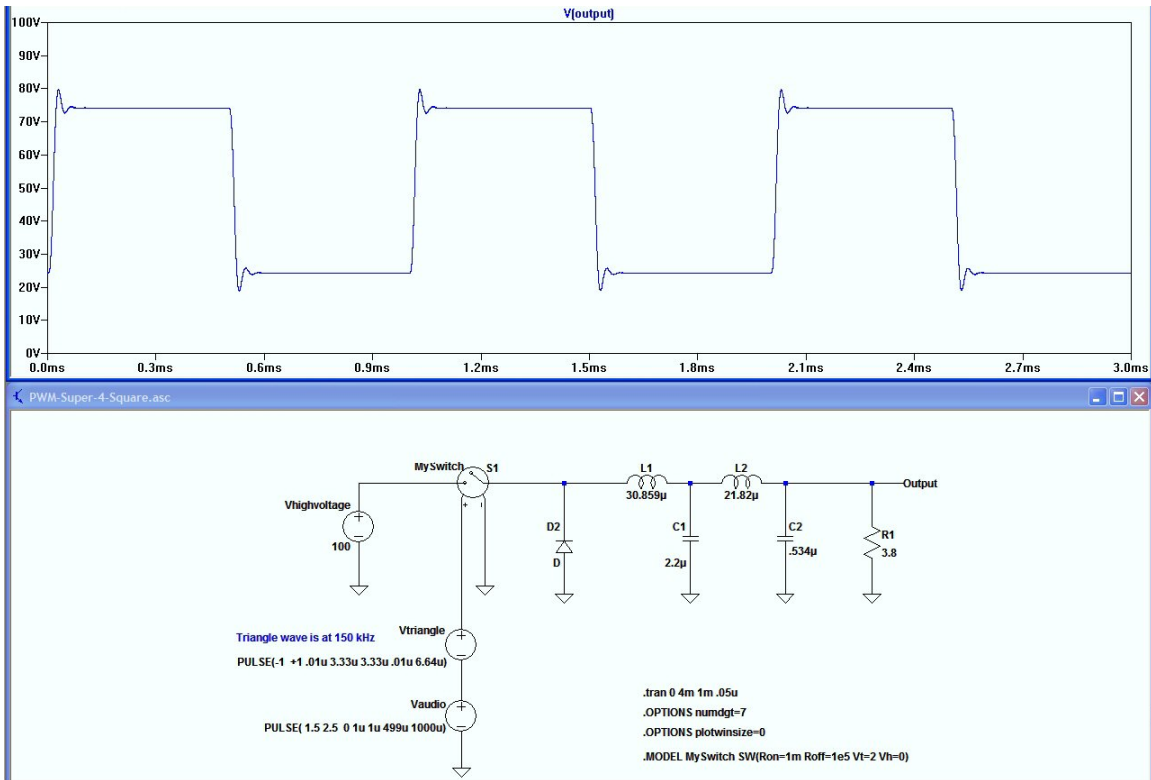 V(output)
100V
90V
80V
70V
60V
50V
40V
30V
20V
10V
0V
0.0ms 0.3ms 0.6ms 0.9ms 1.2ms 1.5ms 1.8ms 2.1ms 2.4ms 2.7ms 3.0ms
PWM-Super-4-Square.asc
MySwitch S1
L1
30.859µ
L2
21.82µ
Output
Vhighvoltage
100
D2
D
C1
2.2µ
C2
.534µ
R1
3.8
Triangle wave is at 150 kHz
Vtriangle
PULSE(-1 +1 .01u 3.33u 3.33u .01u 6.64u)
Vaudio
PULSE( 1.5 2.5 0 1u 1u 499u 1000u)
.tran 0 4m 1m .05u
.OPTIONS numdgt=7
.OPTIONS plotwinsize=0
.MODEL MySwitch SW(Ron=1m Roff=1e5 Vt=2 Vh=0)